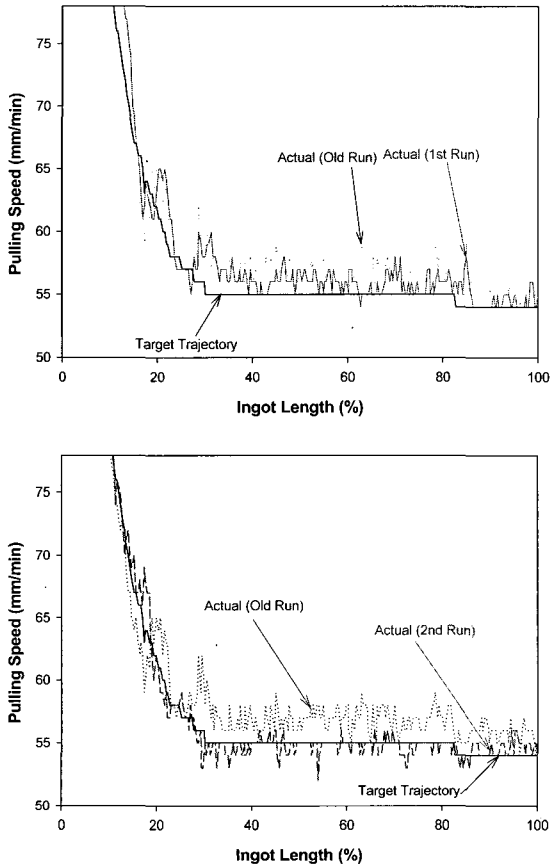 75
70
65
60
55
50
Pulling Speed (mm/min)
Actual (Old Run)
Actual (1st Run)
Target Trajectory
0 20 40 60 80 100
Ingot Length (%)
75
70
65
60
55
50
Pulling Speed (mm/min)
Actual (Old Run)
Actual (2nd Run)
Target Trajectory
0 20 40 60 80 100
Ingot Length (%)